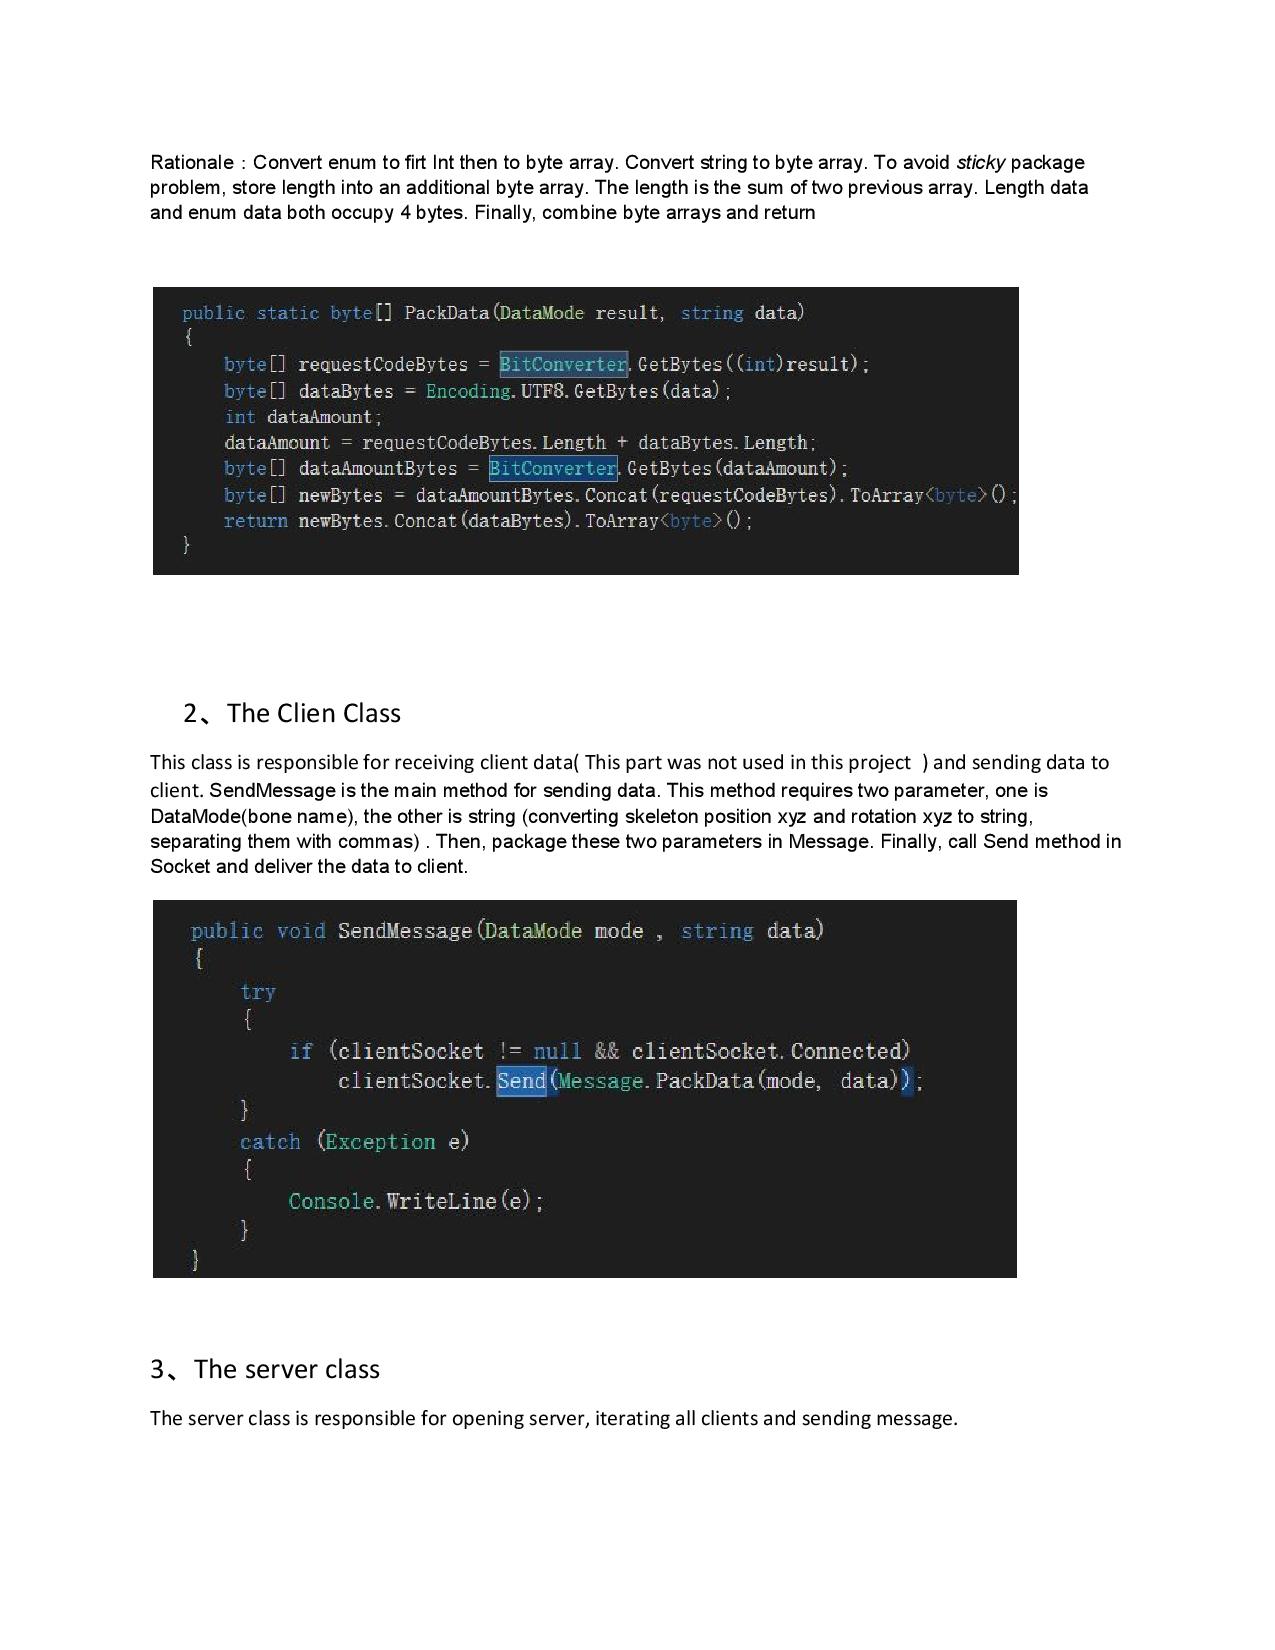 Rationale：Convert enum to firt Int then to byte array. Convert string to byte array. To avoid sticky package
problem, store length into an additional byte array. The length is the sum of two previous array. Length data
and enum data both occupy 4 bytes. Finally, combine byte arrays and return
public static byte[] PackData(DataMode result, string data)
{
byte[] requestCodeBytes = BitConverter.GetBytes((int)result);
byte[] dataBytes = Encoding.UTF8.GetBytes(data);
int dataAmount;
dataAmount = requestCodeBytes.Length + dataBytes.Length;
byte[] dataAmountBytes = BitConverter.GetBytes(dataAmount);
byte[] newBytes = dataAmountBytes.Concat(requestCodeBytes).ToArray<byte>();
return newBytes.Concat(dataBytes).ToArray<byte>();
}
2、The Clien Class
This class is responsible for receiving client data( This part was not used in this project ) and sending data to
client. SendMessage is the main method for sending data. This method requires two parameter, one is
DataMode(bone name), the other is string (converting skeleton position xyz and rotation xyz to string,
separating them with commas) . Then, package these two parameters in Message. Finally, call Send method in
Socket and deliver the data to client.
public void SendMessage(DataMode mode , string data)
{
try
{
if (clientSocket != null && clientSocket.Connected)
clientSocket.Send(Message.PackData(mode, data));
}
catch (Exception e)
{
Console.WriteLine(e);
}
}
3、The server class
The server class is responsible for opening server, iterating all clients and sending message.